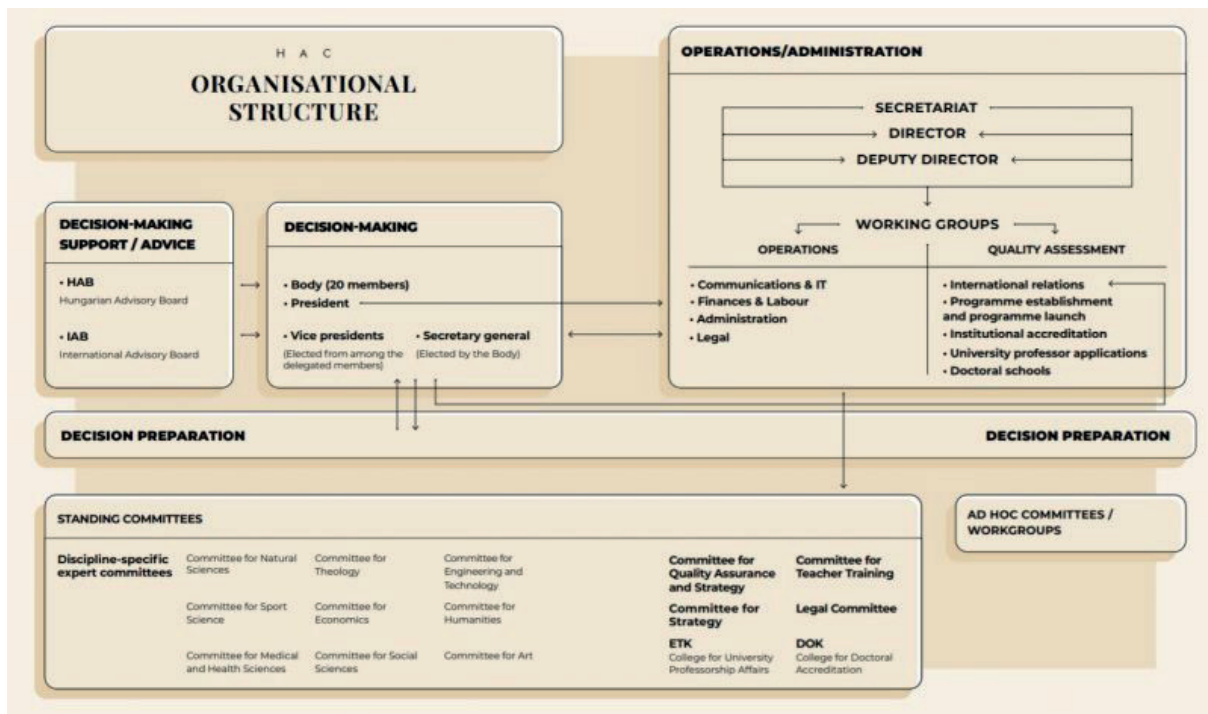 H A C
ORGANISATIONAL
STRUCTURE
OPERATIONS/ADMINISTRATION
SECRETARIAT
DIRECTOR
DEPUTY DIRECTOR
WORKING GROUPS
OPERATIONS
QUALITY ASSESSMENT
• Communications & IT
• Finances & Labour
• Administration
• Legal
• International relations
• Programme establishment
and programme launch
• Institutional accreditation
• University professor applications
• Doctoral schools
DECISION-MAKING
SUPPORT / ADVICE
• HAB
Hungarian Advisory Board
• IAB
International Advisory Board
DECISION-MAKING
• Body (20 members)
• President
• Vice presidents
(Elected from among the
delegated members)
• Secretary general
(Elected by the Body)
DECISION PREPARATION
DECISION PREPARATION
STANDING COMMITTEES
Discipline-specific
expert committees
Committee for Natural
Sciences
Committee for
Theology
Committee for
Engineering and
Technology
Committee for Sport
Science
Committee for
Economics
Committee for
Humanities
Committee for Medical
and Health Sciences
Committee for Social
Sciences
Committee for Art
Committee for
Quality Assurance
and Strategy
Committee for
Teacher Training
Committee for
Strategy
Legal Committee
ETK
College for University
Professorship Affairs
DOK
College for Doctoral
Accreditation
AD HOC COMMITTEES /
WORKGROUPS